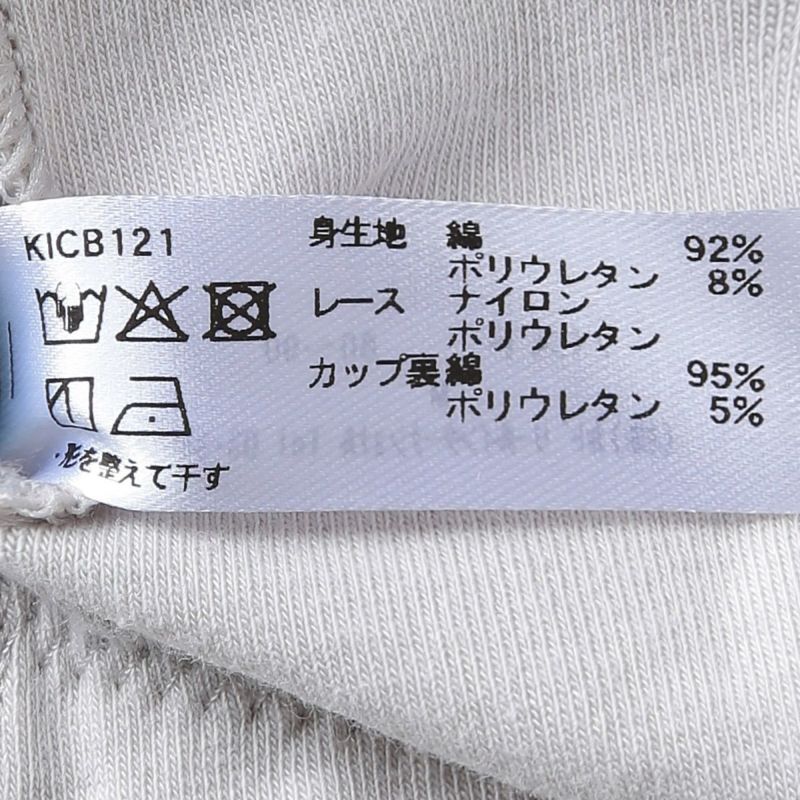 KICB121
身生地 綿 92%
ポリウレタン 8%
レース ナイロン
ポリウレタン
カップ裏綿 95%
ポリウレタン 5%
・形を整えて干す